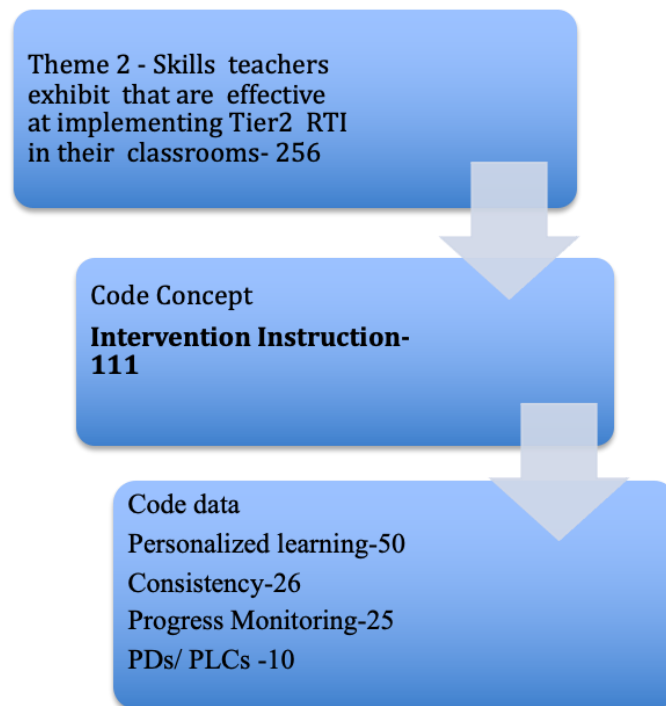 Theme 2 - Skills teachers
exhibit that are effective
at implementing Tier2 RTI
in their classrooms- 256
Code Concept
Intervention Instruction-
111
Code data
Personalized learning-50
Consistency-26
Progress Monitoring-25
PDs/ PLCs -10